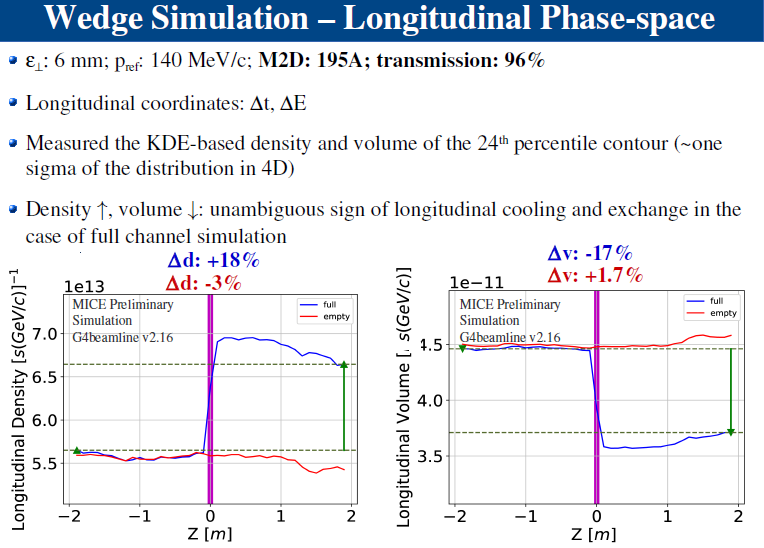 Wedge Simulation – Longitudinal Phase-space
ε⊥: 6 mm; pref: 140 MeV/c; M2D: 195A; transmission: 96%
Longitudinal coordinates: Δt, ΔE
Measured the KDE-based density and volume of the 24th percentile contour (~one
sigma of the distribution in 4D)
Density ↑, volume ↓: unambiguous sign of longitudinal cooling and exchange in the
case of full channel simulation
Δd: +18%
Δd: -3%
1e13
MICE Preliminary
Simulation
G4beamline v2.16
full
empty
7.0
6.5
6.0
5.5
Longitudinal Density [s(GeV/c)]⁻¹
−2
−1
0
1
2
Z [m]
Δv: -17%
Δv: +1.7%
1e−11
MICE Preliminary
Simulation
G4beamline v2.16
full
empty
4.5
4.0
3.5
Longitudinal Volume [. s(GeV/c)]
−2
−1
0
1
2
Z [m]